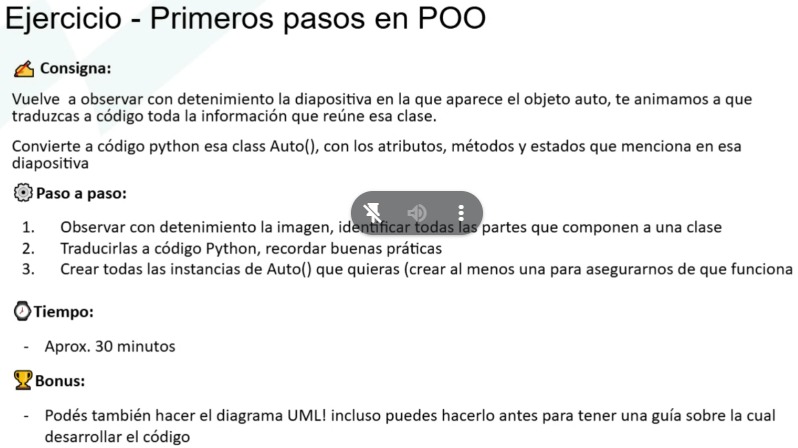 Ejercicio - Primeros pasos en POO
Consigna:
Vuelve a observar con detenimiento la diapositiva en la que aparece el objeto auto, te animamos a que
traduzcas a código toda la información que reúne esa clase.
Convierte a código python esa class Auto(), con los atributos, métodos y estados que menciona en esa
diapositiva
Paso a paso:
1. Observar con detenimiento la imagen, identificar todas las partes que componen a una clase
2. Traducirlas a código Python, recordar buenas práticas
3. Crear todas las instancias de Auto() que quieras (crear al menos una para asegurarnos de que funciona
Tiempo:
- Aprox. 30 minutos
Bonus:
- Podés también hacer el diagrama UML! incluso puedes hacerlo antes para tener una guía sobre la cual
desarrollar el código